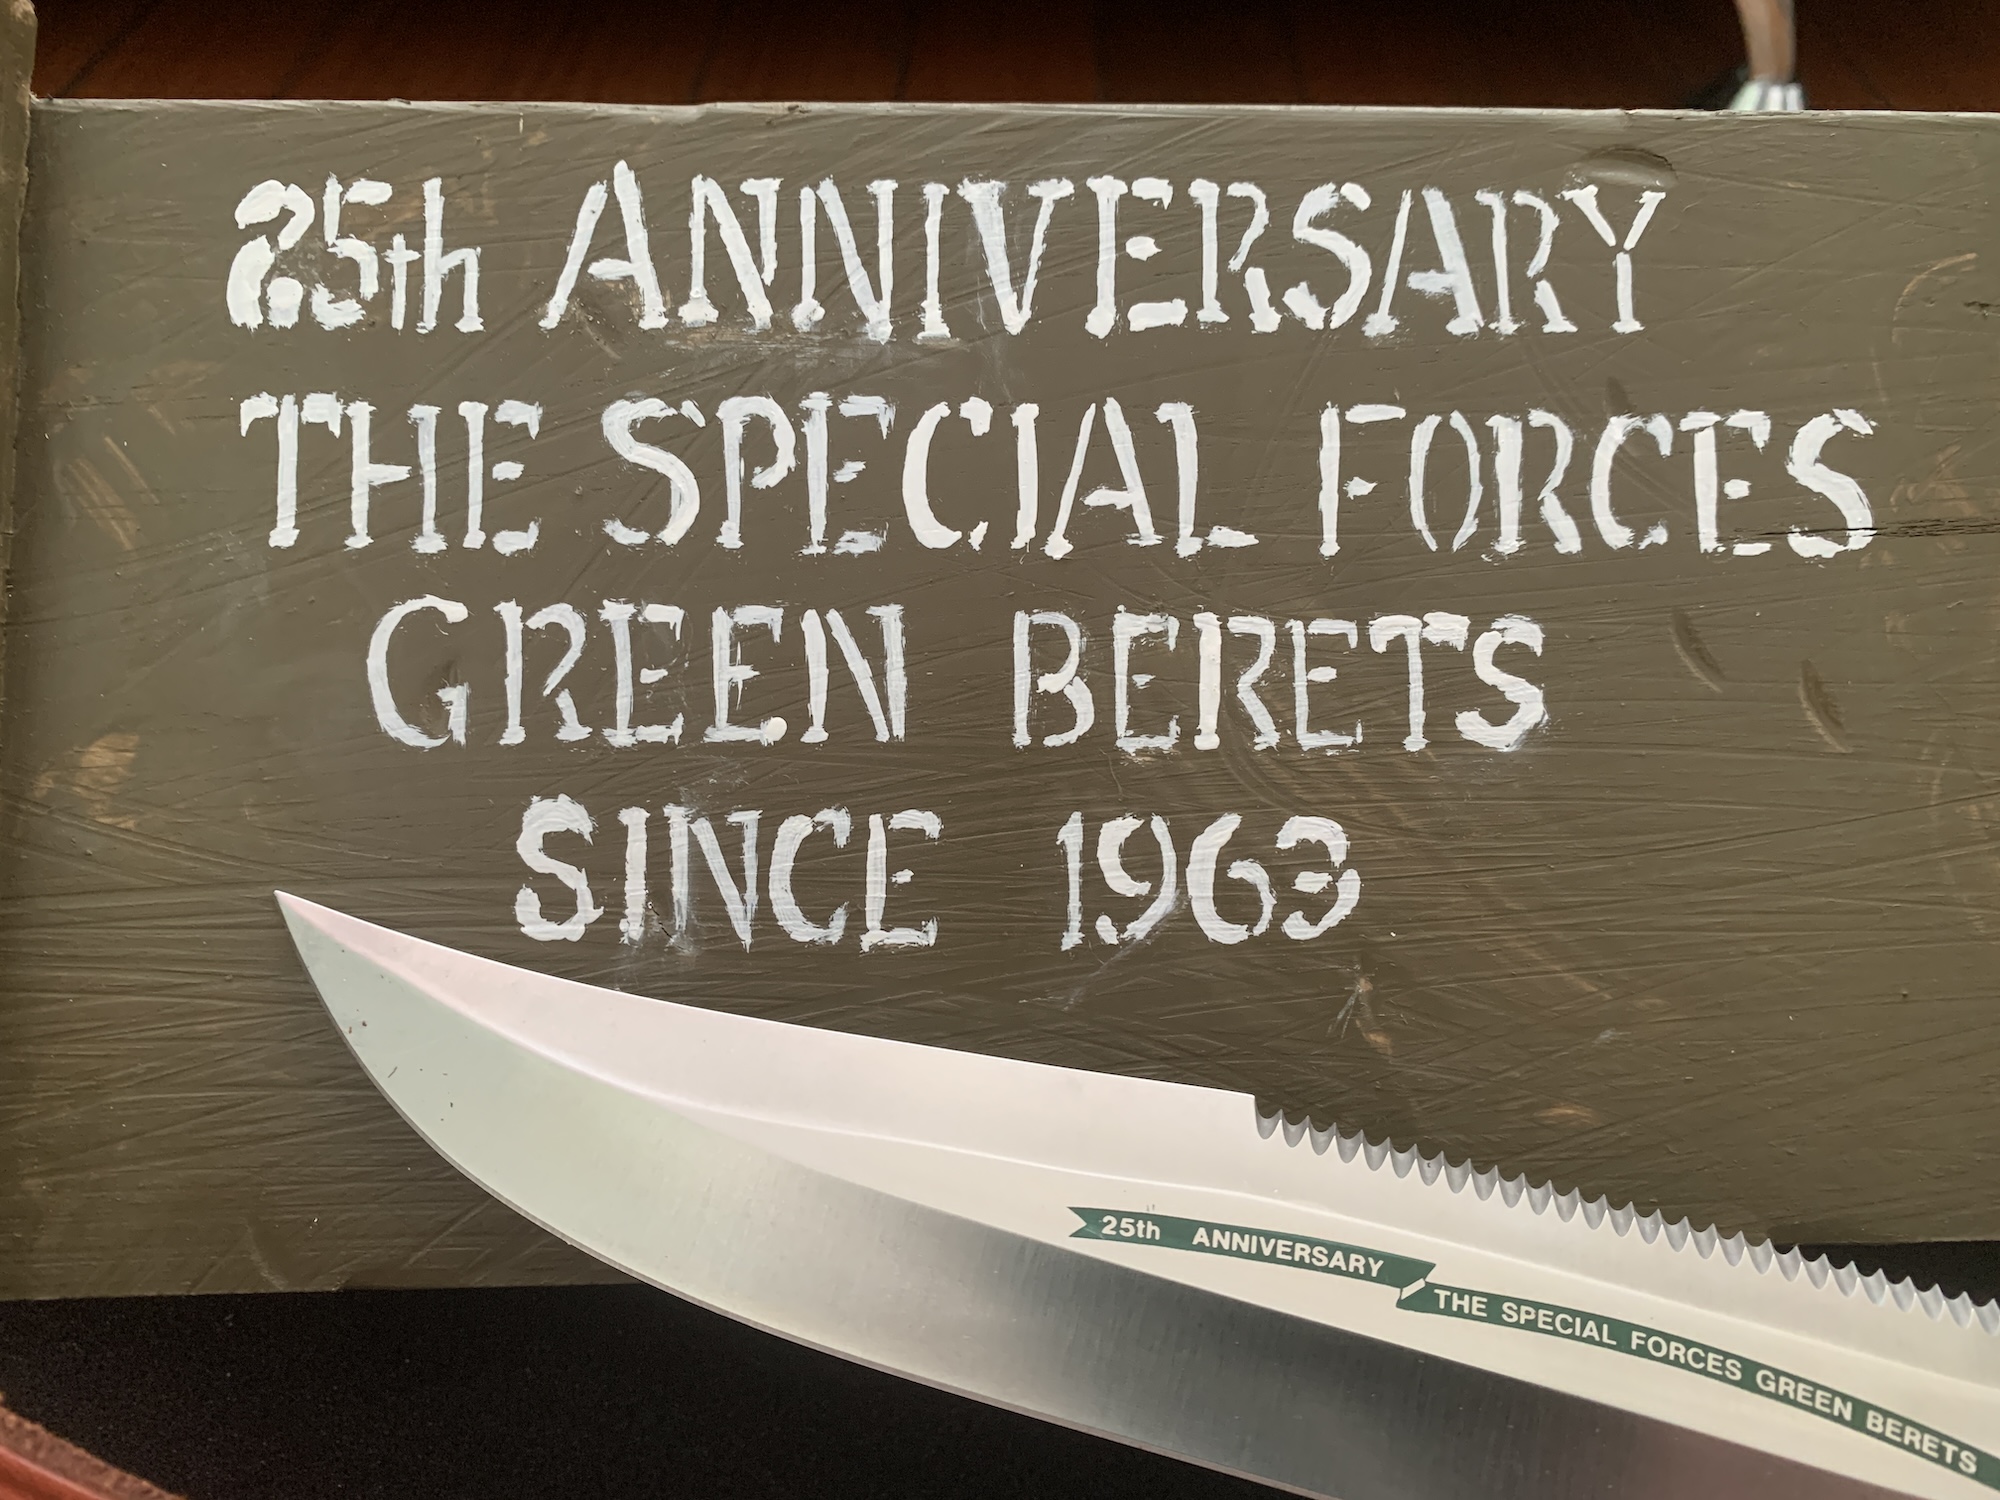 25th ANNIVERSARY
THE SPECIAL FORCES
GREEN BERETS
SINCE 1963
25th ANNIVERSARY
THE SPECIAL FORCES GREEN BERETS